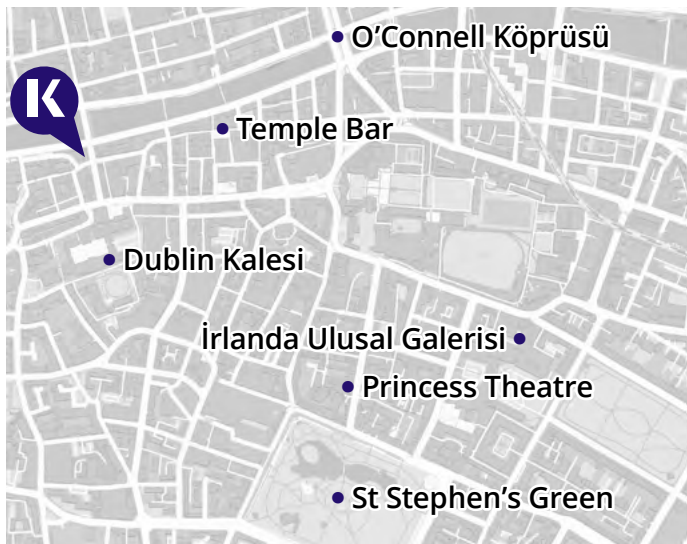 O’Connell Köprüsü
K
Temple Bar
Dublin Kalesi
İrlanda Ulusal Galerisi
Princess Theatre
St Stephen’s Green